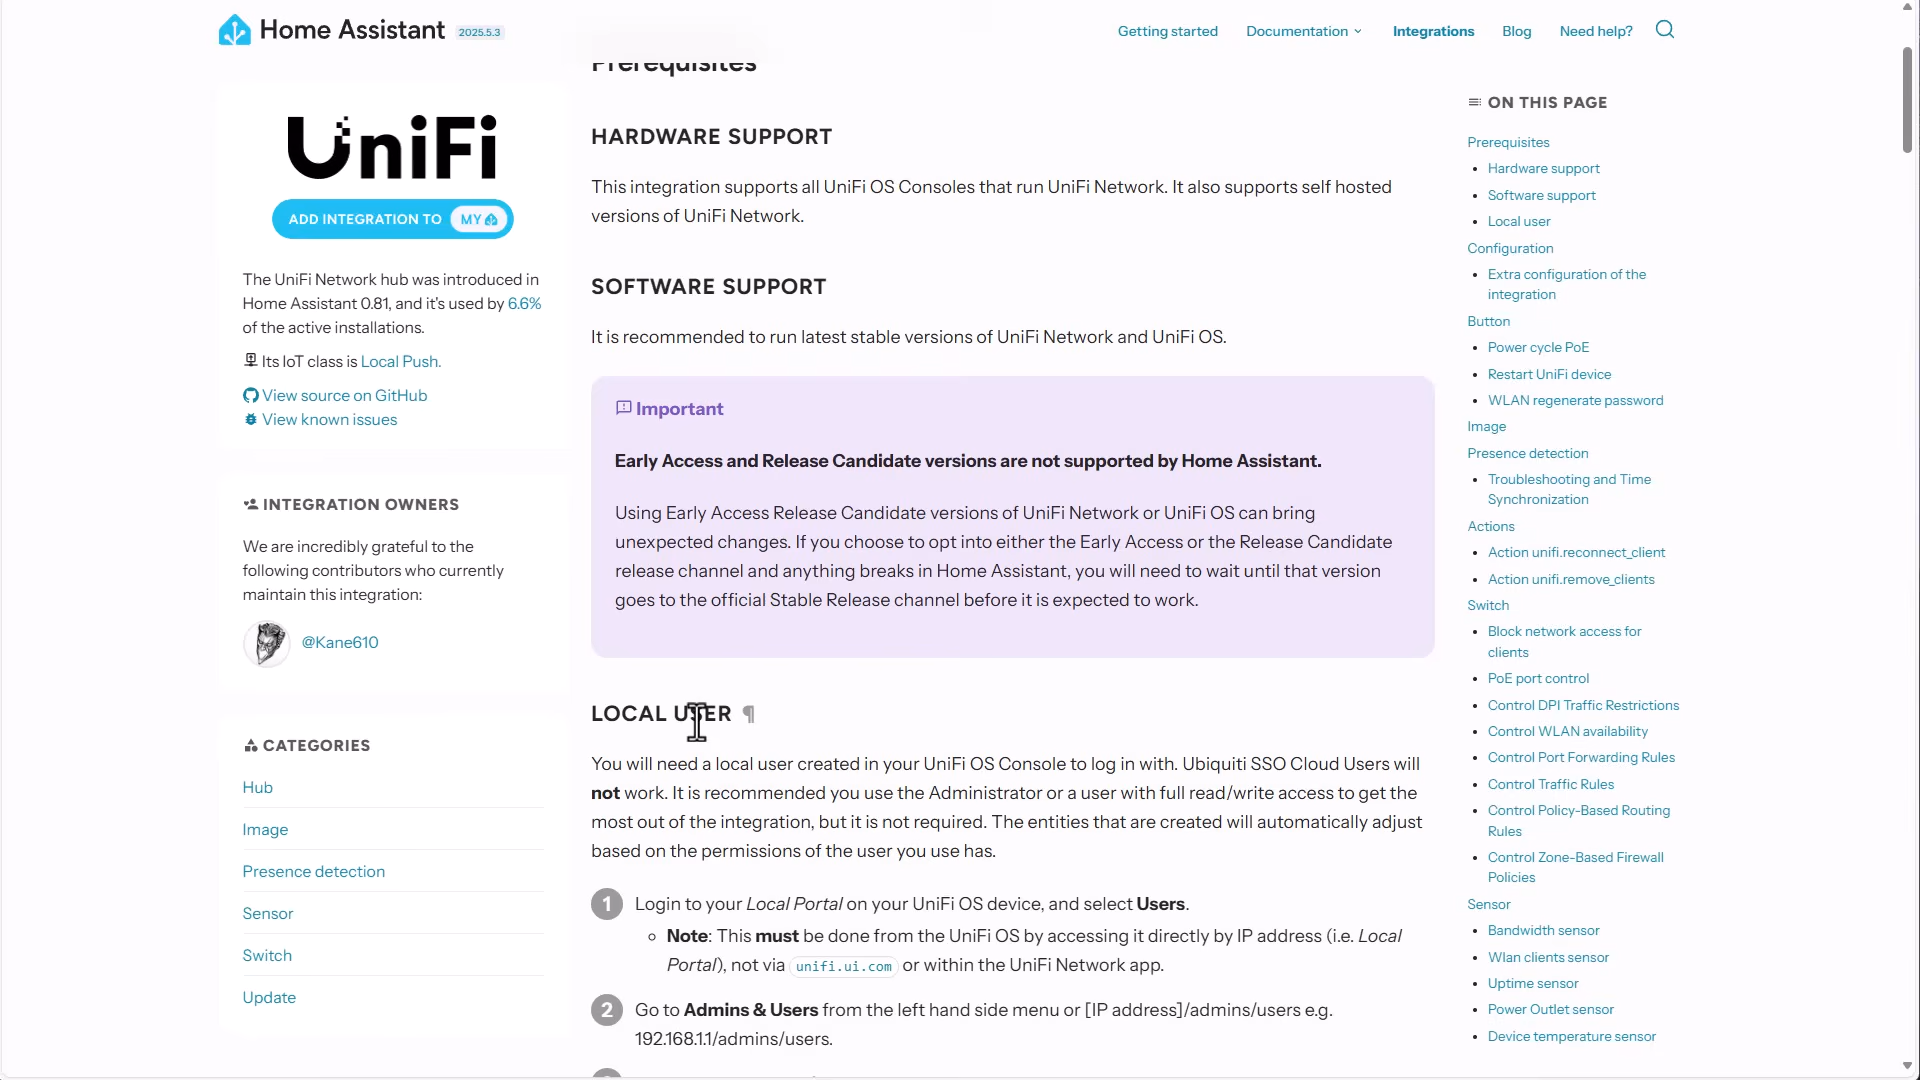 Home Assistant 2025.5.3
Getting started
Documentation
Integrations
Blog
Need help?
UniFi
ADD INTEGRATION TO MY
The UniFi Network hub was introduced in
Home Assistant 0.81, and it's used by 6.6%
of the active installations.
Its IoT class is Local Push.
View source on GitHub
View known issues
INTEGRATION OWNERS
We are incredibly grateful to the
following contributors who currently
maintain this integration:
@Kane610
CATEGORIES
Hub
Image
Presence detection
Sensor
Switch
Update
Prerequisites
HARDWARE SUPPORT
This integration supports all UniFi OS Consoles that run UniFi Network. It also supports self hosted
versions of UniFi Network.
SOFTWARE SUPPORT
It is recommended to run latest stable versions of UniFi Network and UniFi OS.
Important
Early Access and Release Candidate versions are not supported by Home Assistant.
Using Early Access Release Candidate versions of UniFi Network or UniFi OS can bring
unexpected changes. If you choose to opt into either the Early Access or the Release Candidate
release channel and anything breaks in Home Assistant, you will need to wait until that version
goes to the official Stable Release channel before it is expected to work.
LOCAL USER ¶
You will need a local user created in your UniFi OS Console to log in with. Ubiquiti SSO Cloud Users will
not work. It is recommended you use the Administrator or a user with full read/write access to get the
most out of the integration, but it is not required. The entities that are created will automatically adjust
based on the permissions of the user you use has.
1 Login to your Local Portal on your UniFi OS device, and select Users.
Note: This must be done from the UniFi OS by accessing it directly by IP address (i.e. Local
Portal), not via unifi.ui.com or within the UniFi Network app.
2 Go to Admins & Users from the left hand side menu or [IP address]/admins/users e.g.
192.168.1.1/admins/users.
ON THIS PAGE
Prerequisites
Hardware support
Software support
Local user
Configuration
Extra configuration of the
integration
Button
Power cycle PoE
Restart UniFi device
WLAN regenerate password
Image
Presence detection
Troubleshooting and Time
Synchronization
Actions
Action unifi.reconnect_client
Action unifi.remove_clients
Switch
Block network access for
clients
PoE port control
Control DPI Traffic Restrictions
Control WLAN availability
Control Port Forwarding Rules
Control Traffic Rules
Control Policy-Based Routing
Rules
Control Zone-Based Firewall
Policies
Sensor
Bandwidth sensor
Wlan clients sensor
Uptime sensor
Power Outlet sensor
Device temperature sensor